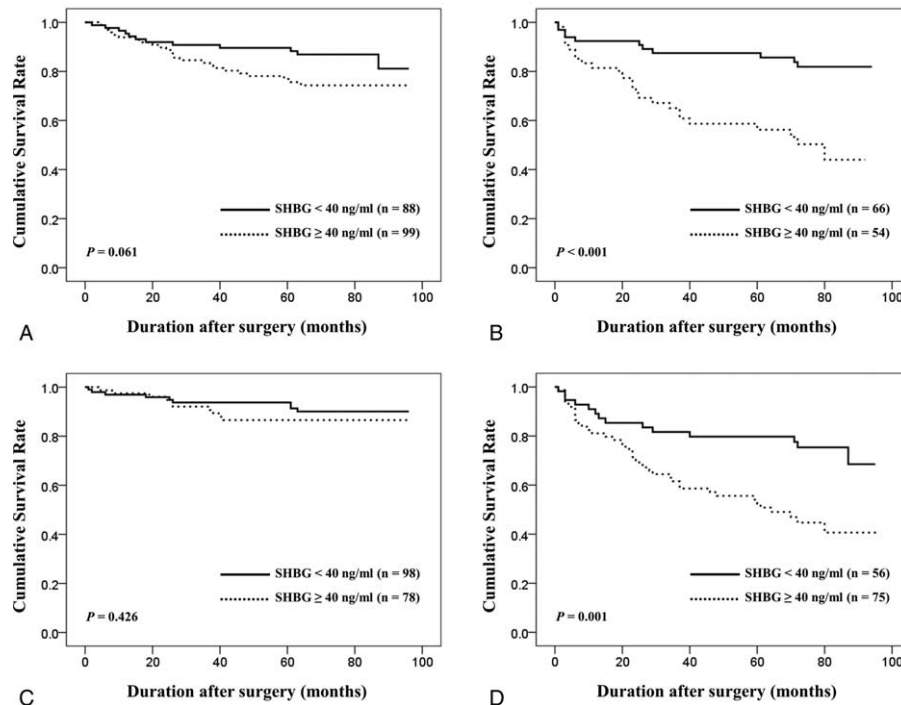 1.0
0.8
0.6
0.4
0.2
0.0
Cumulative Survival Rate
SHBG < 40 ng/ml (n = 88)
SHBG ≥ 40 ng/ml (n = 99)
P = 0.061
0 20 40 60 80 100
Duration after surgery (months)
A
1.0
0.8
0.6
0.4
0.2
0.0
Cumulative Survival Rate
SHBG < 40 ng/ml (n = 66)
SHBG ≥ 40 ng/ml (n = 54)
P < 0.001
0 20 40 60 80 100
Duration after surgery (months)
B
1.0
0.8
0.6
0.4
0.2
0.0
Cumulative Survival Rate
SHBG < 40 ng/ml (n = 98)
SHBG ≥ 40 ng/ml (n = 78)
P = 0.426
0 20 40 60 80 100
Duration after surgery (months)
C
1.0
0.8
0.6
0.4
0.2
0.0
Cumulative Survival Rate
SHBG < 40 ng/ml (n = 56)
SHBG ≥ 40 ng/ml (n = 75)
P = 0.001
0 20 40 60 80 100
Duration after surgery (months)
D